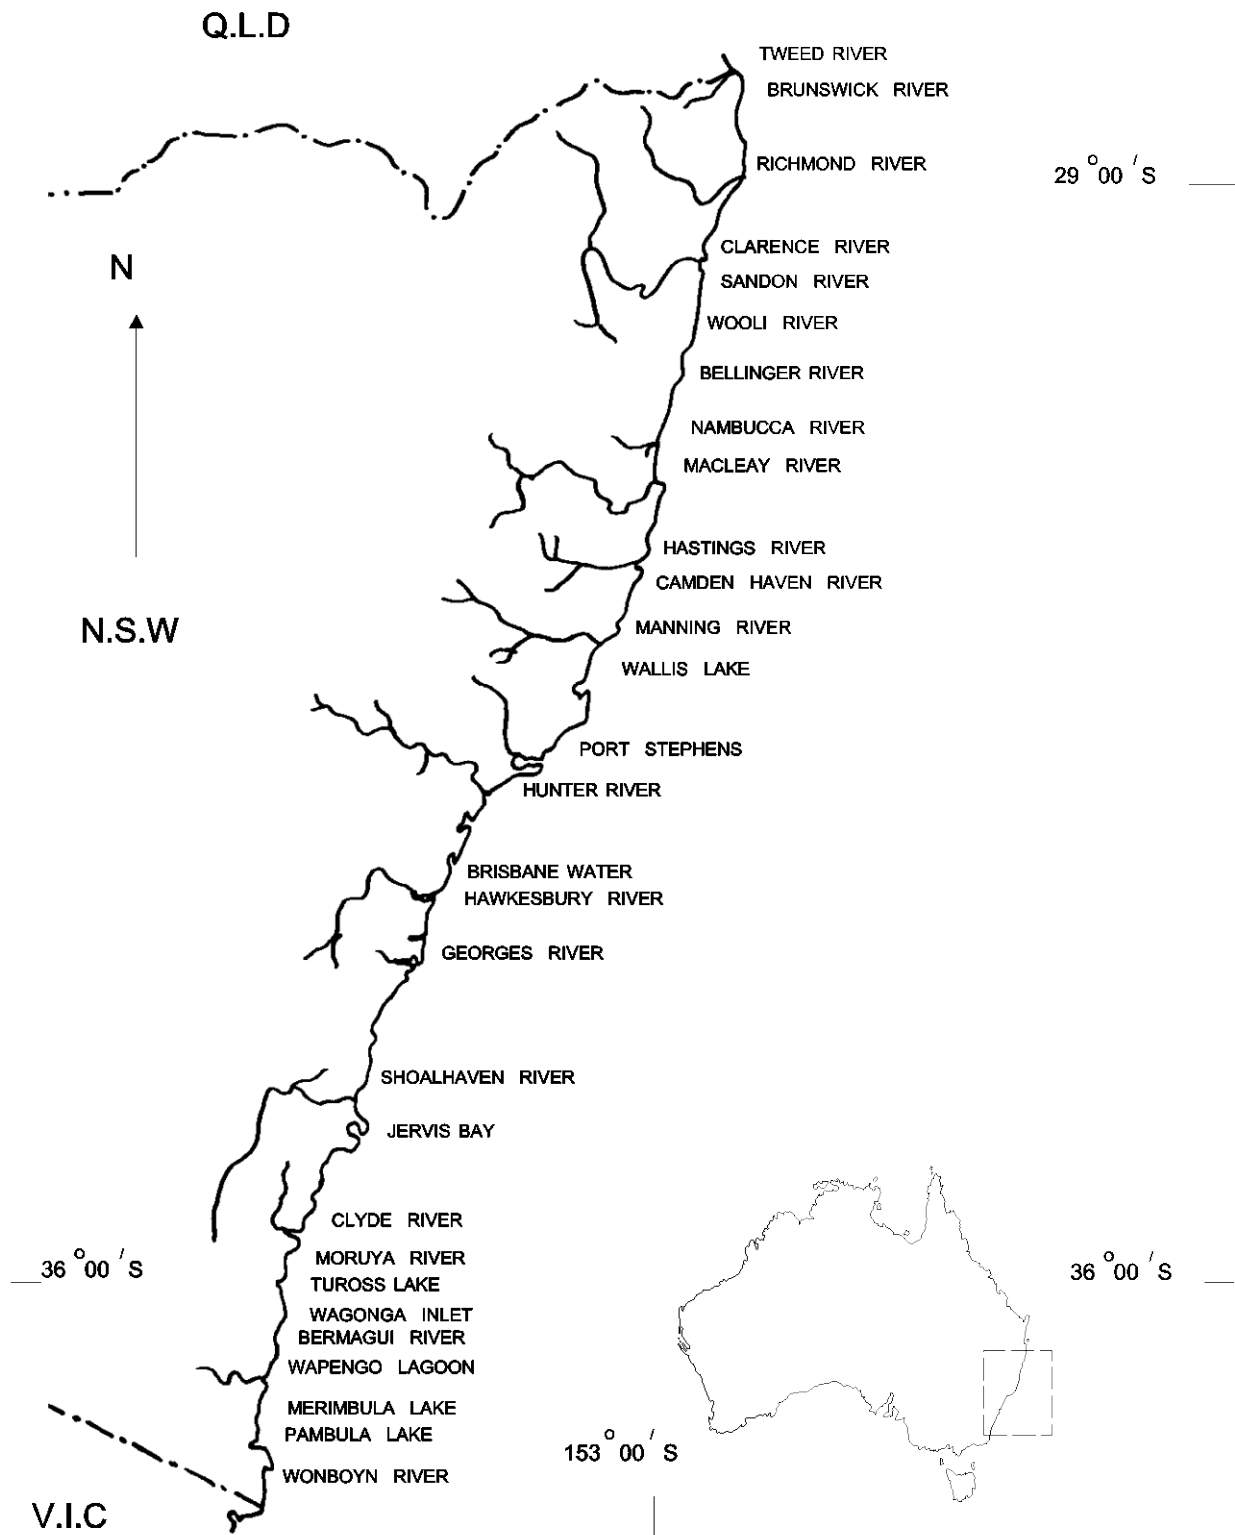 Q.L.D
TWEED RIVER
BRUNSWICK RIVER
RICHMOND RIVER
29 °00 ' S
CLARENCE RIVER
N
SANDON RIVER
WOOLI RIVER
BELLINGER RIVER
NAMBUCCA RIVER
MACLEAY RIVER
HASTINGS RIVER
CAMDEN HAVEN RIVER
N.S.W
MANNING RIVER
WALLIS LAKE
PORT STEPHENS
HUNTER RIVER
BRISBANE WATER
HAWKESBURY RIVER
GEORGES RIVER
SHOALHAVEN RIVER
JERVIS BAY
CLYDE RIVER
MORUYA RIVER
36 °00 ' S
36 °00 ' S
TUROSS LAKE
WAGONGA INLET
BERMAGUI RIVER
WAPENGO LAGOON
MERIMBULA LAKE
PAMBULA LAKE
153 °00 ' S
WONBOYN RIVER
V.I.C